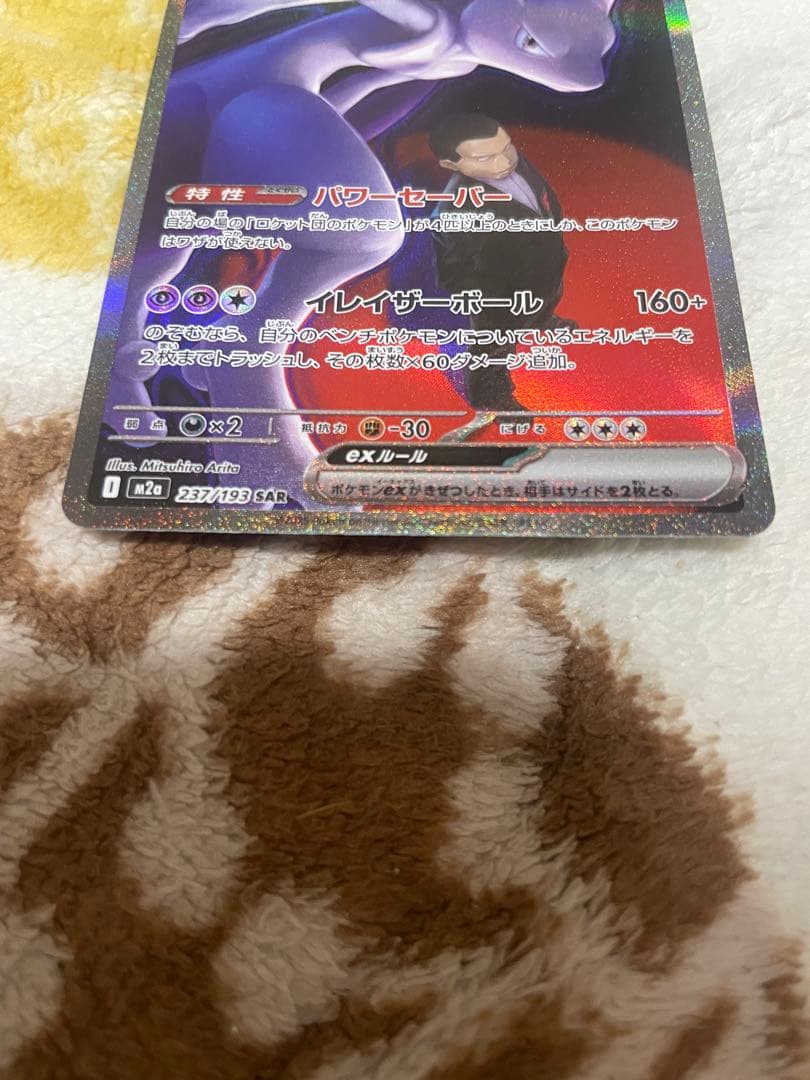 特性 とくせい パワーセーバー
自分の場の「ロケット団のポケモン」が4匹以上のときにしか、このポケモン
はワザが使えない。
イレイザーボール 160+
のぞむなら、自分のベンチポケモンについているエネルギーを
2枚までトラッシュし、その枚数×60ダメージ追加。
弱点 ×2 抵抗力 -30 にげる
Illus. Mitsuhiro Arita
exルール
I M2a 237/193 SAR
ポケモンexがきぜつしたとき、相手はサイドを2枚とる。